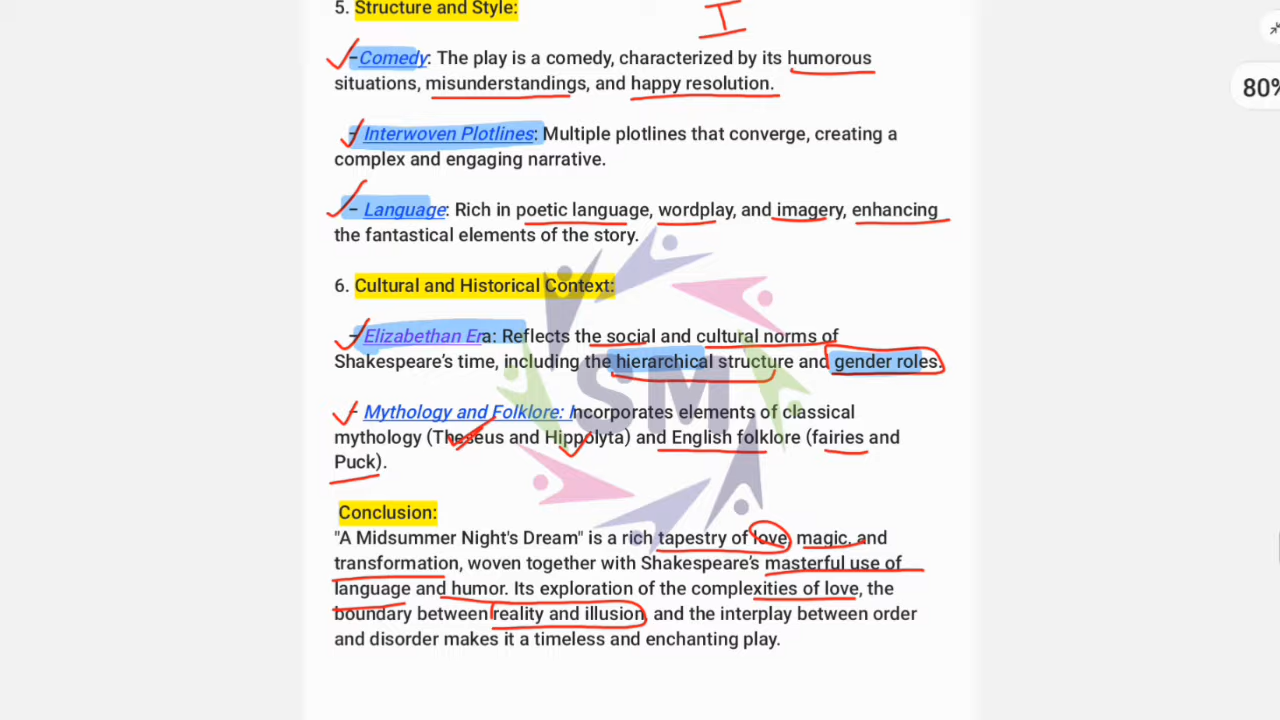 5. Structure and Style:
I
-Comedy: The play is a comedy, characterized by its humorous
situations, misunderstandings, and happy resolution.
- Interwoven Plotlines: Multiple plotlines that converge, creating a
complex and engaging narrative.
- Language: Rich in poetic language, wordplay, and imagery, enhancing
the fantastical elements of the story.
6. Cultural and Historical Context:
- Elizabethan Era: Reflects the social and cultural norms of
Shakespeare's time, including the hierarchical structure and gender roles.
- Mythology and Folklore: Incorporates elements of classical
mythology (Theseus and Hippolyta) and English folklore (fairies and
Puck).
Conclusion:
"A Midsummer Night's Dream" is a rich tapestry of love, magic, and
transformation, woven together with Shakespeare's masterful use of
language and humor. Its exploration of the complexities of love, the
boundary between reality and illusion, and the interplay between order
and disorder makes it a timeless and enchanting play.
SM
80%